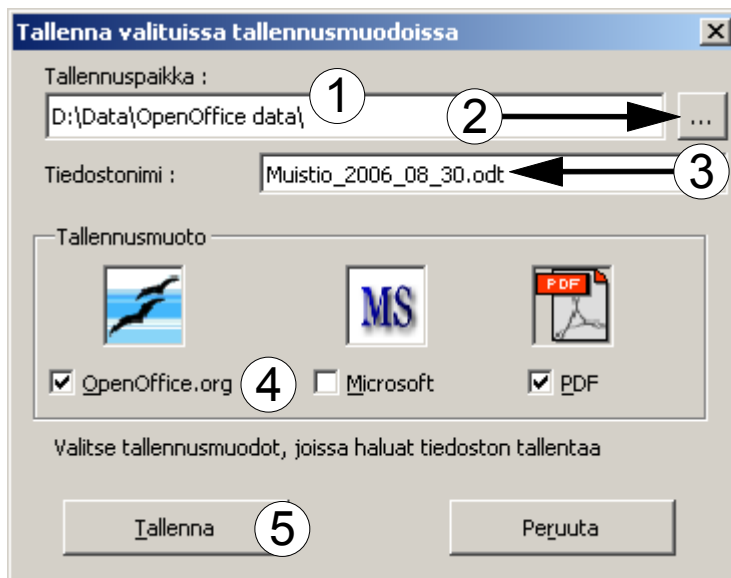 Tallenna valituissa tallennusmuodoissa
Tallennuspaikka :
1
D:\Data\OpenOffice data\
2
...
Tiedostonimi :
Muistio_2006_08_30.odt
3
Tallennusmuoto
MS
PDF
OpenOffice.org
4
Microsoft
PDF
Valitse tallennusmuodot, joissa haluat tiedoston tallentaa
Tallenna
5
Peruuta